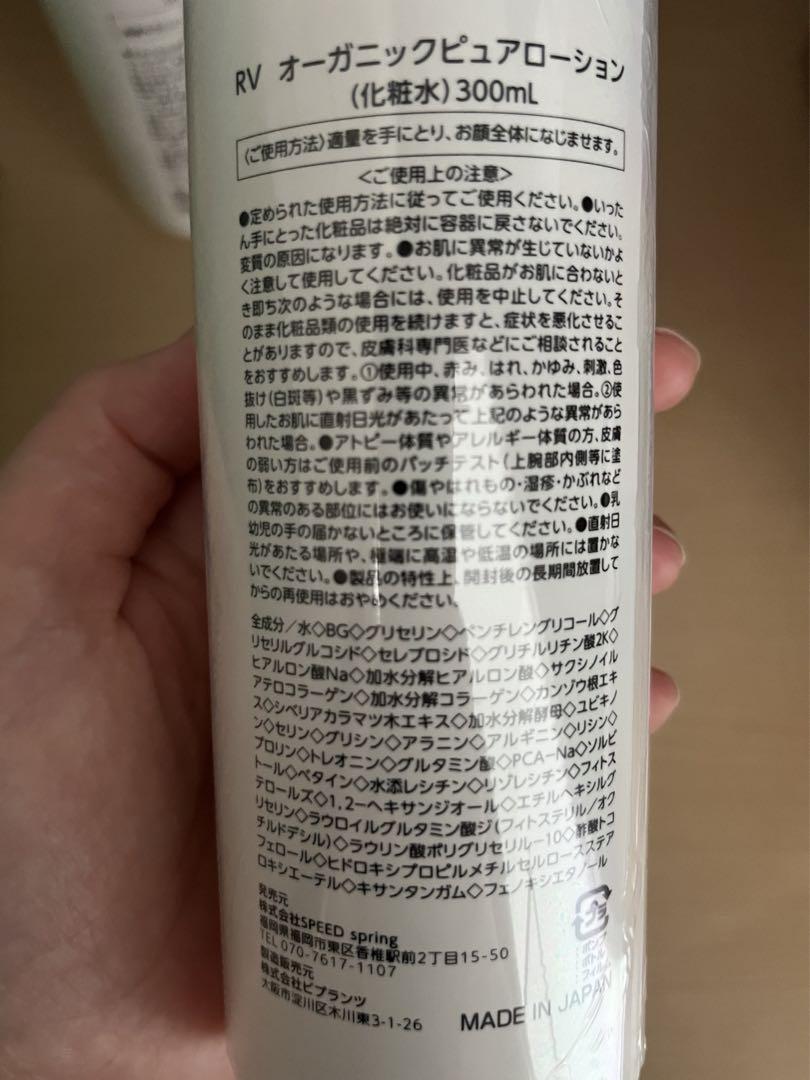 RV オーガニックピュアローション
(化粧水)300mL
〈ご使用方法〉適量を手にとり、お顔全体になじませます。
<ご使用上の注意>
●定められた使用方法に従ってご使用ください。●いった
ん手にとった化粧品は絶対に容器に戻さないでください。
変質の原因になります。●お肌に異常が生じていないかよ
く注意して使用してください。化粧品がお肌に合わないと
き即ち次のような場合には、使用を中止してください。そ
のまま化粧品類の使用を続けますと、症状を悪化させるこ
とがありますので、皮膚科専門医などにご相談されること
をおすすめします。①使用中、赤み、はれ、かゆみ、刺激、色
抜け(白斑等)や黒ずみ等の異常があらわれた場合。②使
用したお肌に直射日光があたって上記のような異常があら
われた場合。●アトピー体質やアレルギー体質の方、皮膚
の弱い方はご使用前のパッチテスト(上腕部内側等に塗
布)をおすすめします。●傷やはれもの・湿疹・かぶれなど
の異常のある部位にはお使いにならないでください。●乳
幼児の手の届かないところに保管してください。●直射日
光があたる場所や、極端に高温や低温の場所には置かな
いでください。●製品の特性上、開封後の長期間放置して
からの再使用はおやめください、
全成分/水◇BG◇グリセリン◇ペンチレングリコール◇グ
リセリルグルコシド◇セレブロシド◇グリチルリチン酸2K◇
ヒアルロン酸Na◇加水分解ヒアルロン酸◇サクシノイル
アテロコラーゲン◇加水分解コラーゲン◇カンゾウ根エキ
ス◇シベリアカラマツ木エキス◇加水分解酵母◇ユビキノ
ン◇セリン◇グリシン◇アラニン◇アルギニン◇リシン◇
プロリン◇トレオニン◇グルタミン酸◇PCA-Na◇ソルビ
トール◇ベタイン◇水添レシチン◇リゾレシチン◇フィトス
テロールズ◇1,2-ヘキサンジオール◇エチルヘキシルグ
リセリン◇ラウロイルグルタミン酸ジ(フィトステリル/オク
チルドデシル)◇ラウリン酸ポリグリセリル-10◇酢酸トコ
フェロール◇ヒドロキシプロピルメチルセルロースステア
ロキシエーテル◇キサンタンガム◇フェノキシエタノール
発売元
株式会社SPEED spring
福岡県福岡市東区香椎駅前2丁目15-50
TEL 070-7617-1107
製造販売元
株式会社ビプランツ
大阪市淀川区木川東3-1-26
プラ
ポンプ
ボトル
フィルム
MADE IN JAPAN